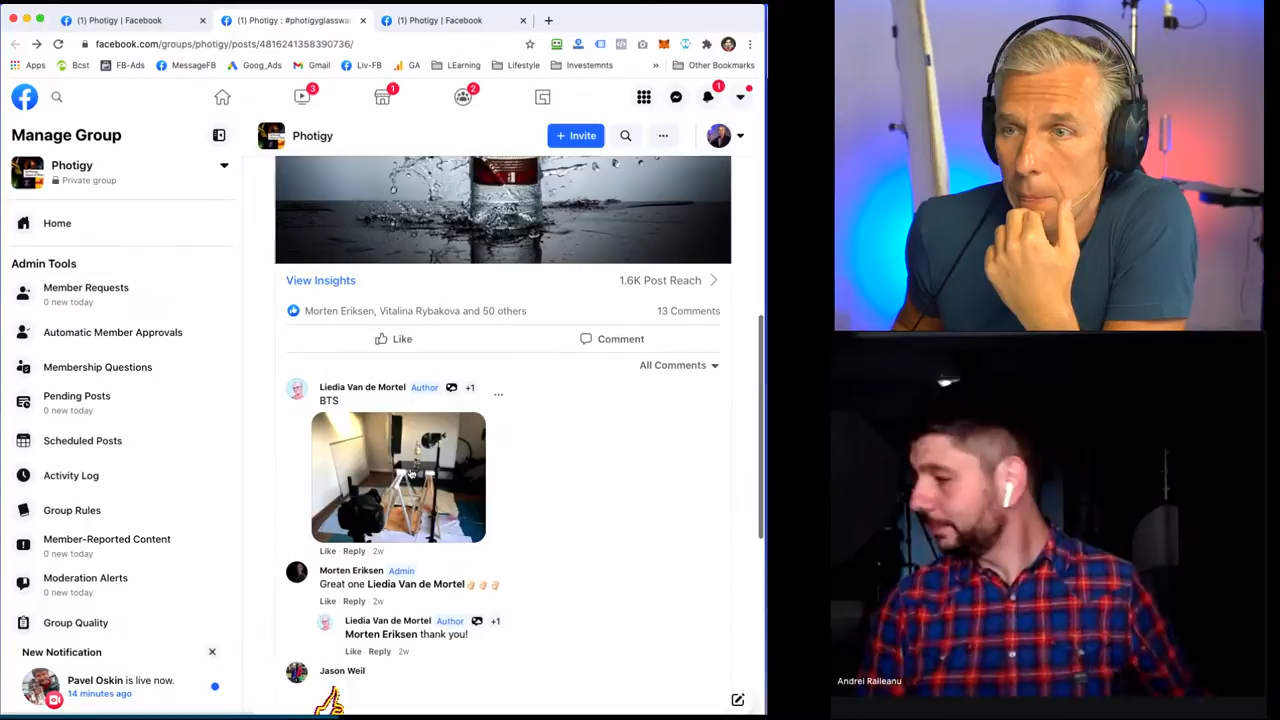 (1) Photigy | Facebook
(1) Photigy : #photigyglasswa
(1) Photigy | Facebook
facebook.com/groups/photigy/posts/4816241358390736/
Apps
Bcst
FB-Ads
MessageFB
Goog_Ads
Gmail
Liv-FB
GA
LEarning
Lifestyle
Investemnts
»
Other Bookmarks
3
1
2
1
Manage Group
Photigy
+ Invite
Photigy
Private group
Home
Admin Tools
Member Requests
0 new today
Automatic Member Approvals
Membership Questions
Pending Posts
0 new today
Scheduled Posts
Activity Log
Group Rules
Member-Reported Content
0 new today
Moderation Alerts
0 new today
Group Quality
New Notification
Pavel Oskin is live now.
14 minutes ago
View Insights
1.6K Post Reach
Morten Eriksen, Vitalina Rybakova and 50 others
13 Comments
Like
Comment
All Comments
Liedia Van de Mortel Author +1
BTS
Like · Reply · 2w
Morten Eriksen Admin
Great one Liedia Van de Mortel👌🏻👌🏻👌🏻
Like · Reply · 2w
Liedia Van de Mortel Author +1
Morten Eriksen thank you!
Like · Reply · 2w
Jason Weil
Andrei Raileanu